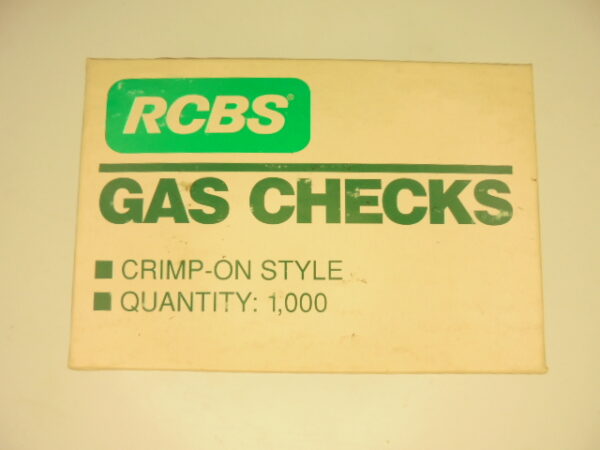 RCBS®
GAS CHECKS
■ CRIMP-ON STYLE
■ QUANTITY: 1,000